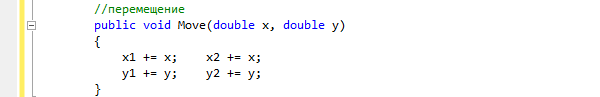 //перемещение
public void Move(double x, double y)
{
x1 += x;    x2 += x;
y1 += y;    y2 += y;
}